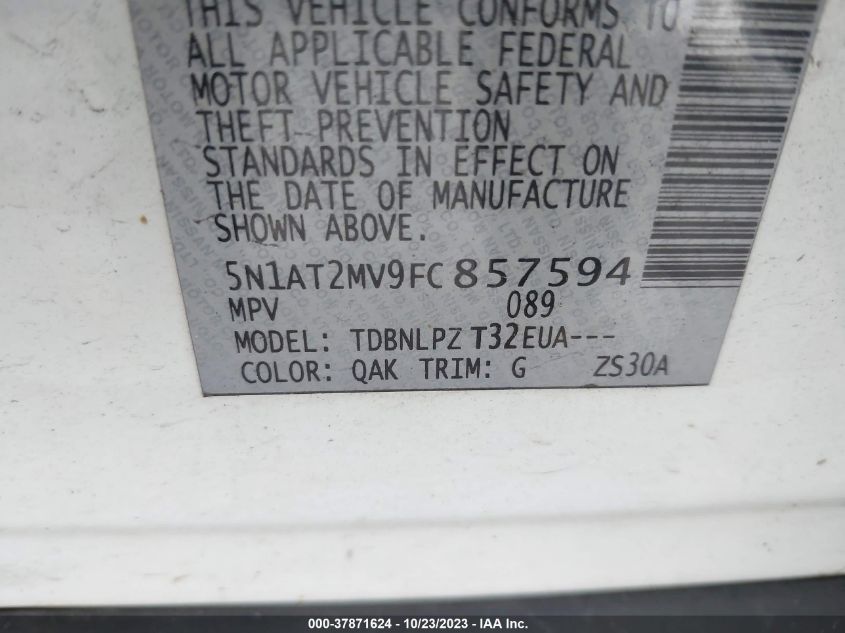 THIS VEHICLE CONFORMS TO
ALL APPLICABLE FEDERAL
MOTOR VEHICLE SAFETY AND
THEFT PREVENTION
STANDARDS IN EFFECT ON
THE DATE OF MANUFACTURE
SHOWN ABOVE.
5N1AT2MV9FC857594
MPV 089
MODEL: TDBNLPZ T32EUA---
COLOR: QAK TRIM: G ZS30A
000-37871624 - 10/23/2023 - IAA Inc.